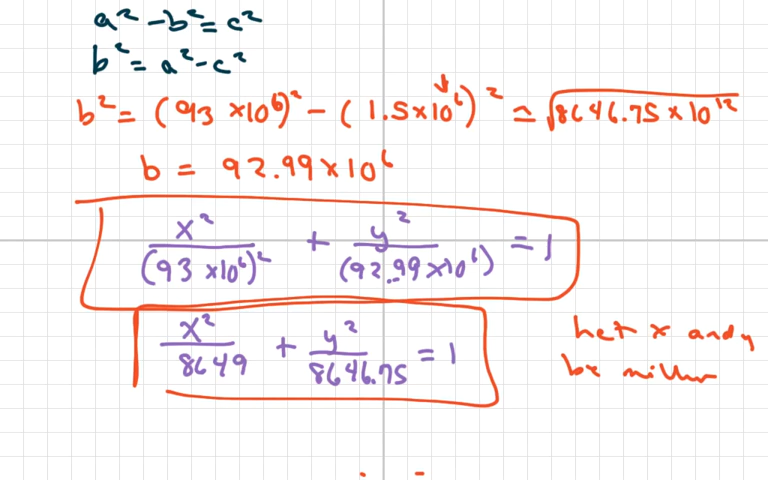 a² - b² = c²
b² = a² - c²
b² = (93 × 10⁶)² - (1.5 × 10⁶)² ≃ √8646.75 × 10¹²
b = 92.99 × 10⁶
x²/(93 × 10⁶)² + y²/(92.99 × 10⁶) = 1
x²/8649 + y²/8646.75 = 1
let x and y
be